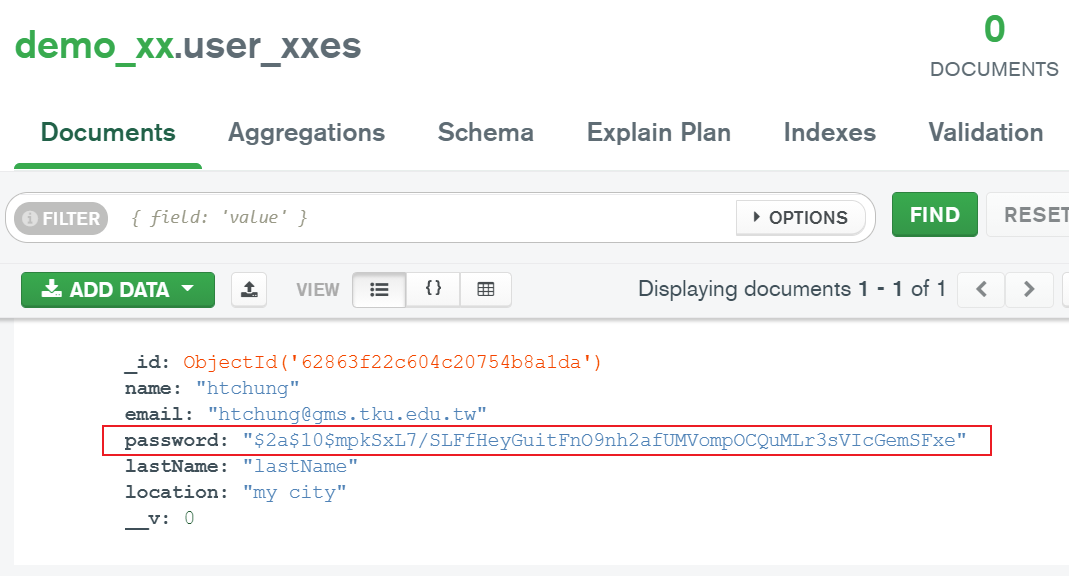 demo_xx.user_xxes
0
DOCUMENTS
Documents Aggregations Schema Explain Plan Indexes Validation
FILTER { field: 'value' } OPTIONS FIND RESET
ADD DATA VIEW {} Displaying documents 1 - 1 of 1
_id: ObjectId('62863f22c604c20754b8a1da')
name: "htchung"
email: "htchung@gms.tku.edu.tw"
password: "$2a$10$mpkSxL7/SLFfHeyGuitFnO9nh2afUMVompOCQuMLr3sVIcGemSFxe"
lastName: "lastName"
location: "my city"
__v: 0